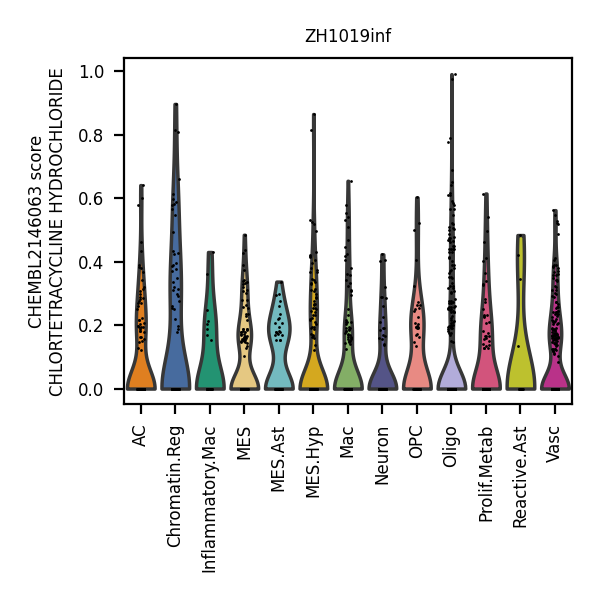 ZH1019inf
CHEMBL2146063 score
CHLORTETRACYCLINE HYDROCHLORIDE
1.0
0.8
0.6
0.4
0.2
0.0
AC
Chromatin.Reg
Inflammatory.Mac
MES
MES.Ast
MES.Hyp
Mac
Neuron
OPC
Oligo
Prolif.Metab
Reactive.Ast
Vasc